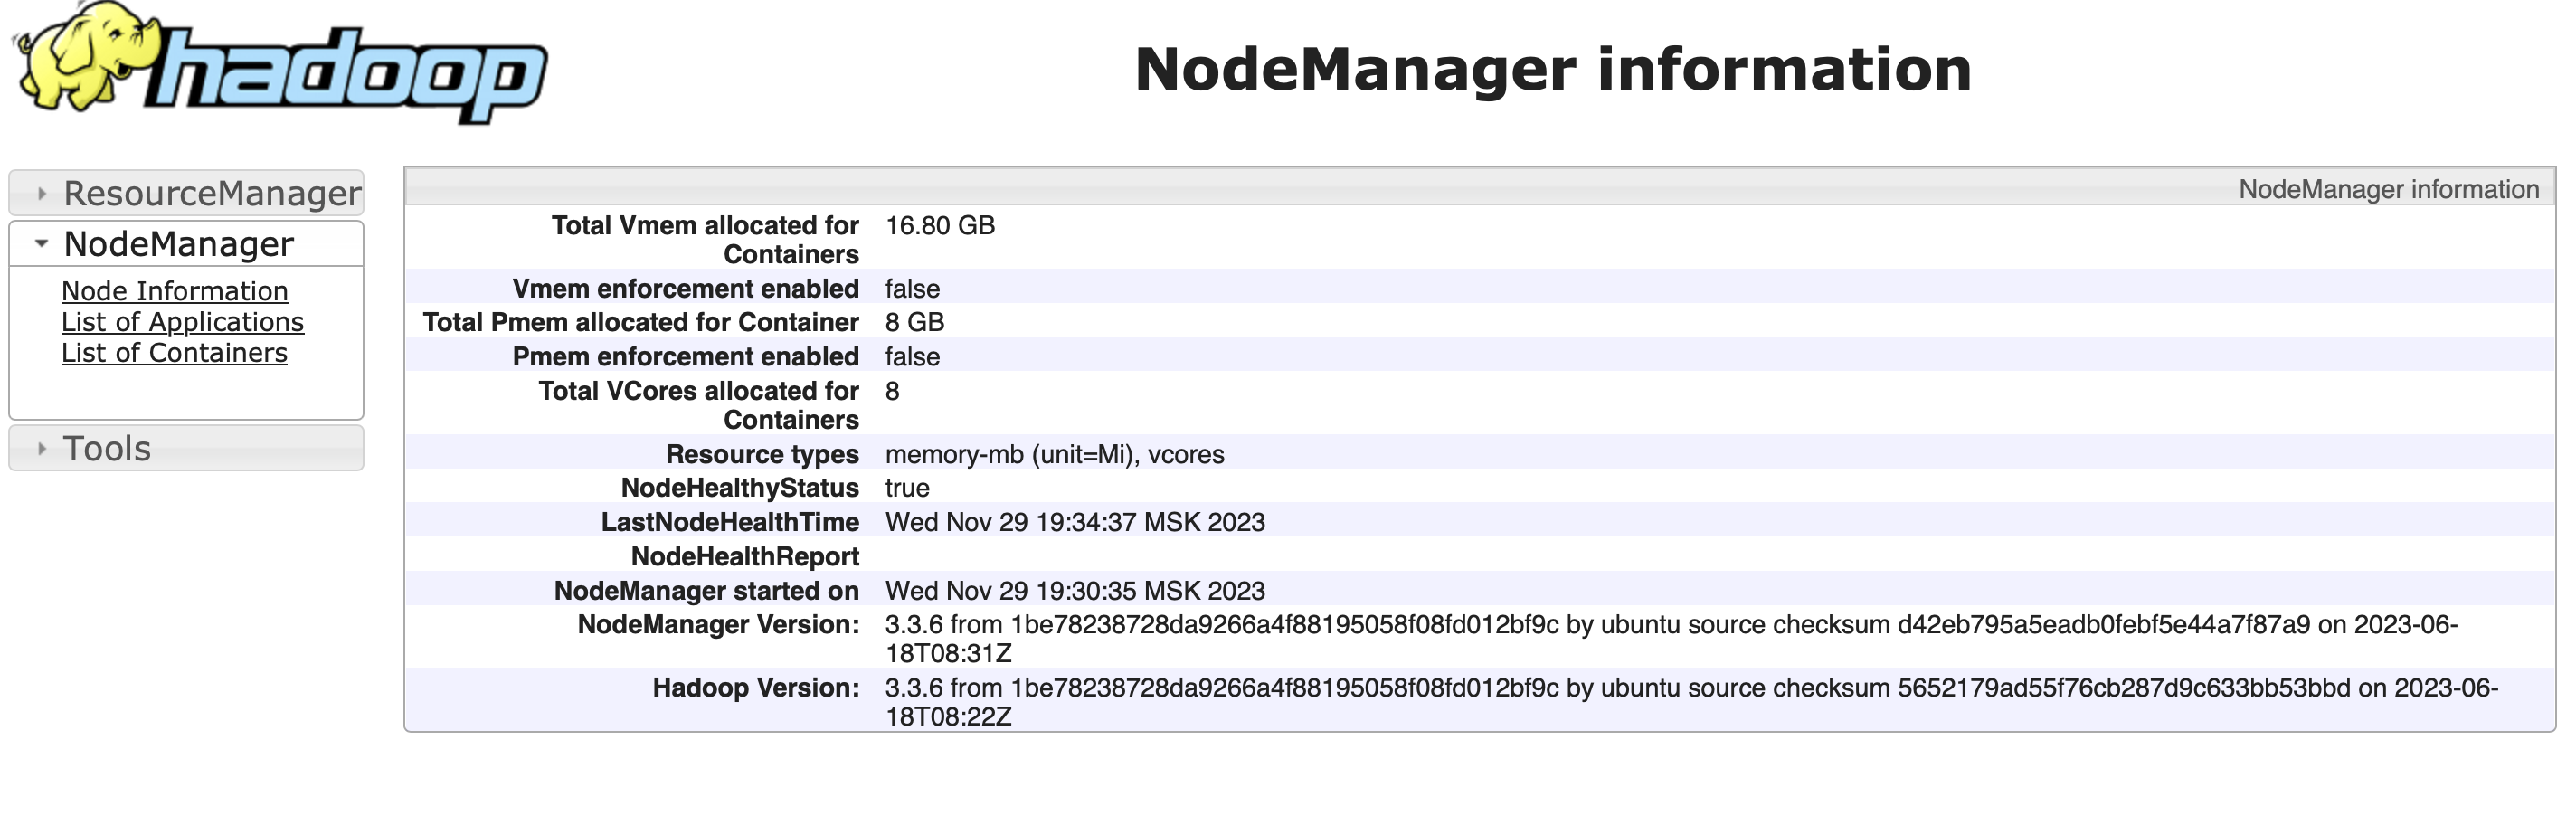 hadoop
NodeManager information
ResourceManager
NodeManager
Node Information
List of Applications
List of Containers
Tools
NodeManager information
Total Vmem allocated for 16.80 GB
Containers
Vmem enforcement enabled false
Total Pmem allocated for Container 8 GB
Pmem enforcement enabled false
Total VCores allocated for 8
Containers
Resource types memory-mb (unit=Mi), vcores
NodeHealthyStatus true
LastNodeHealthTime Wed Nov 29 19:34:37 MSK 2023
NodeHealthReport
NodeManager started on Wed Nov 29 19:30:35 MSK 2023
NodeManager Version: 3.3.6 from 1be78238728da9266a4f88195058f08fd012bf9c by ubuntu source checksum d42eb795a5eadb0febf5e44a7f87a9 on 2023-06-
18T08:31Z
Hadoop Version: 3.3.6 from 1be78238728da9266a4f88195058f08fd012bf9c by ubuntu source checksum 5652179ad55f76cb287d9c633bb53bbd on 2023-06-
18T08:22Z